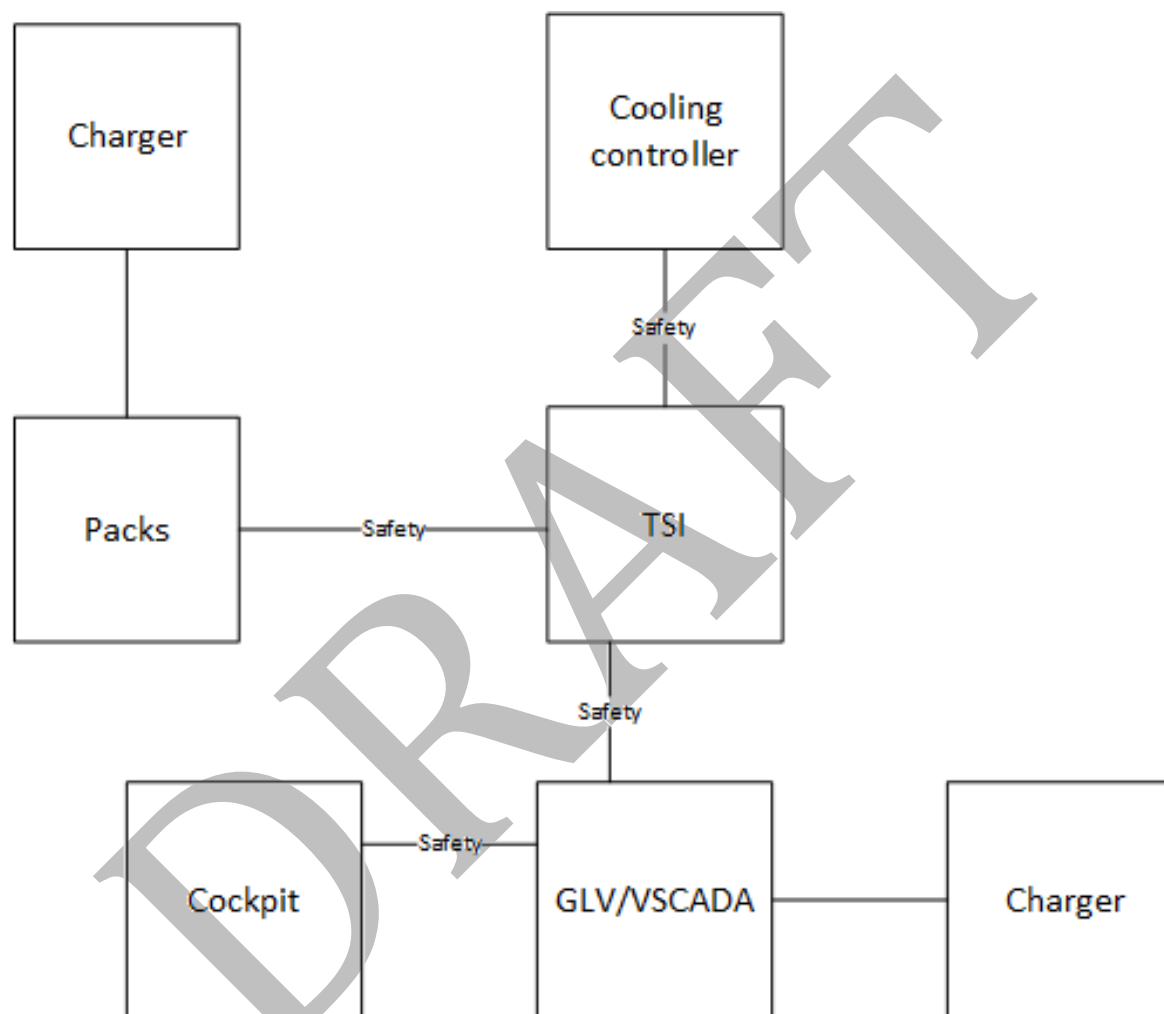 Charger
Cooling
controller
Safety
Packs
Safety
TSI
Safety
Cockpit
Safety
GLV/VSCADA
Charger
DRAFT